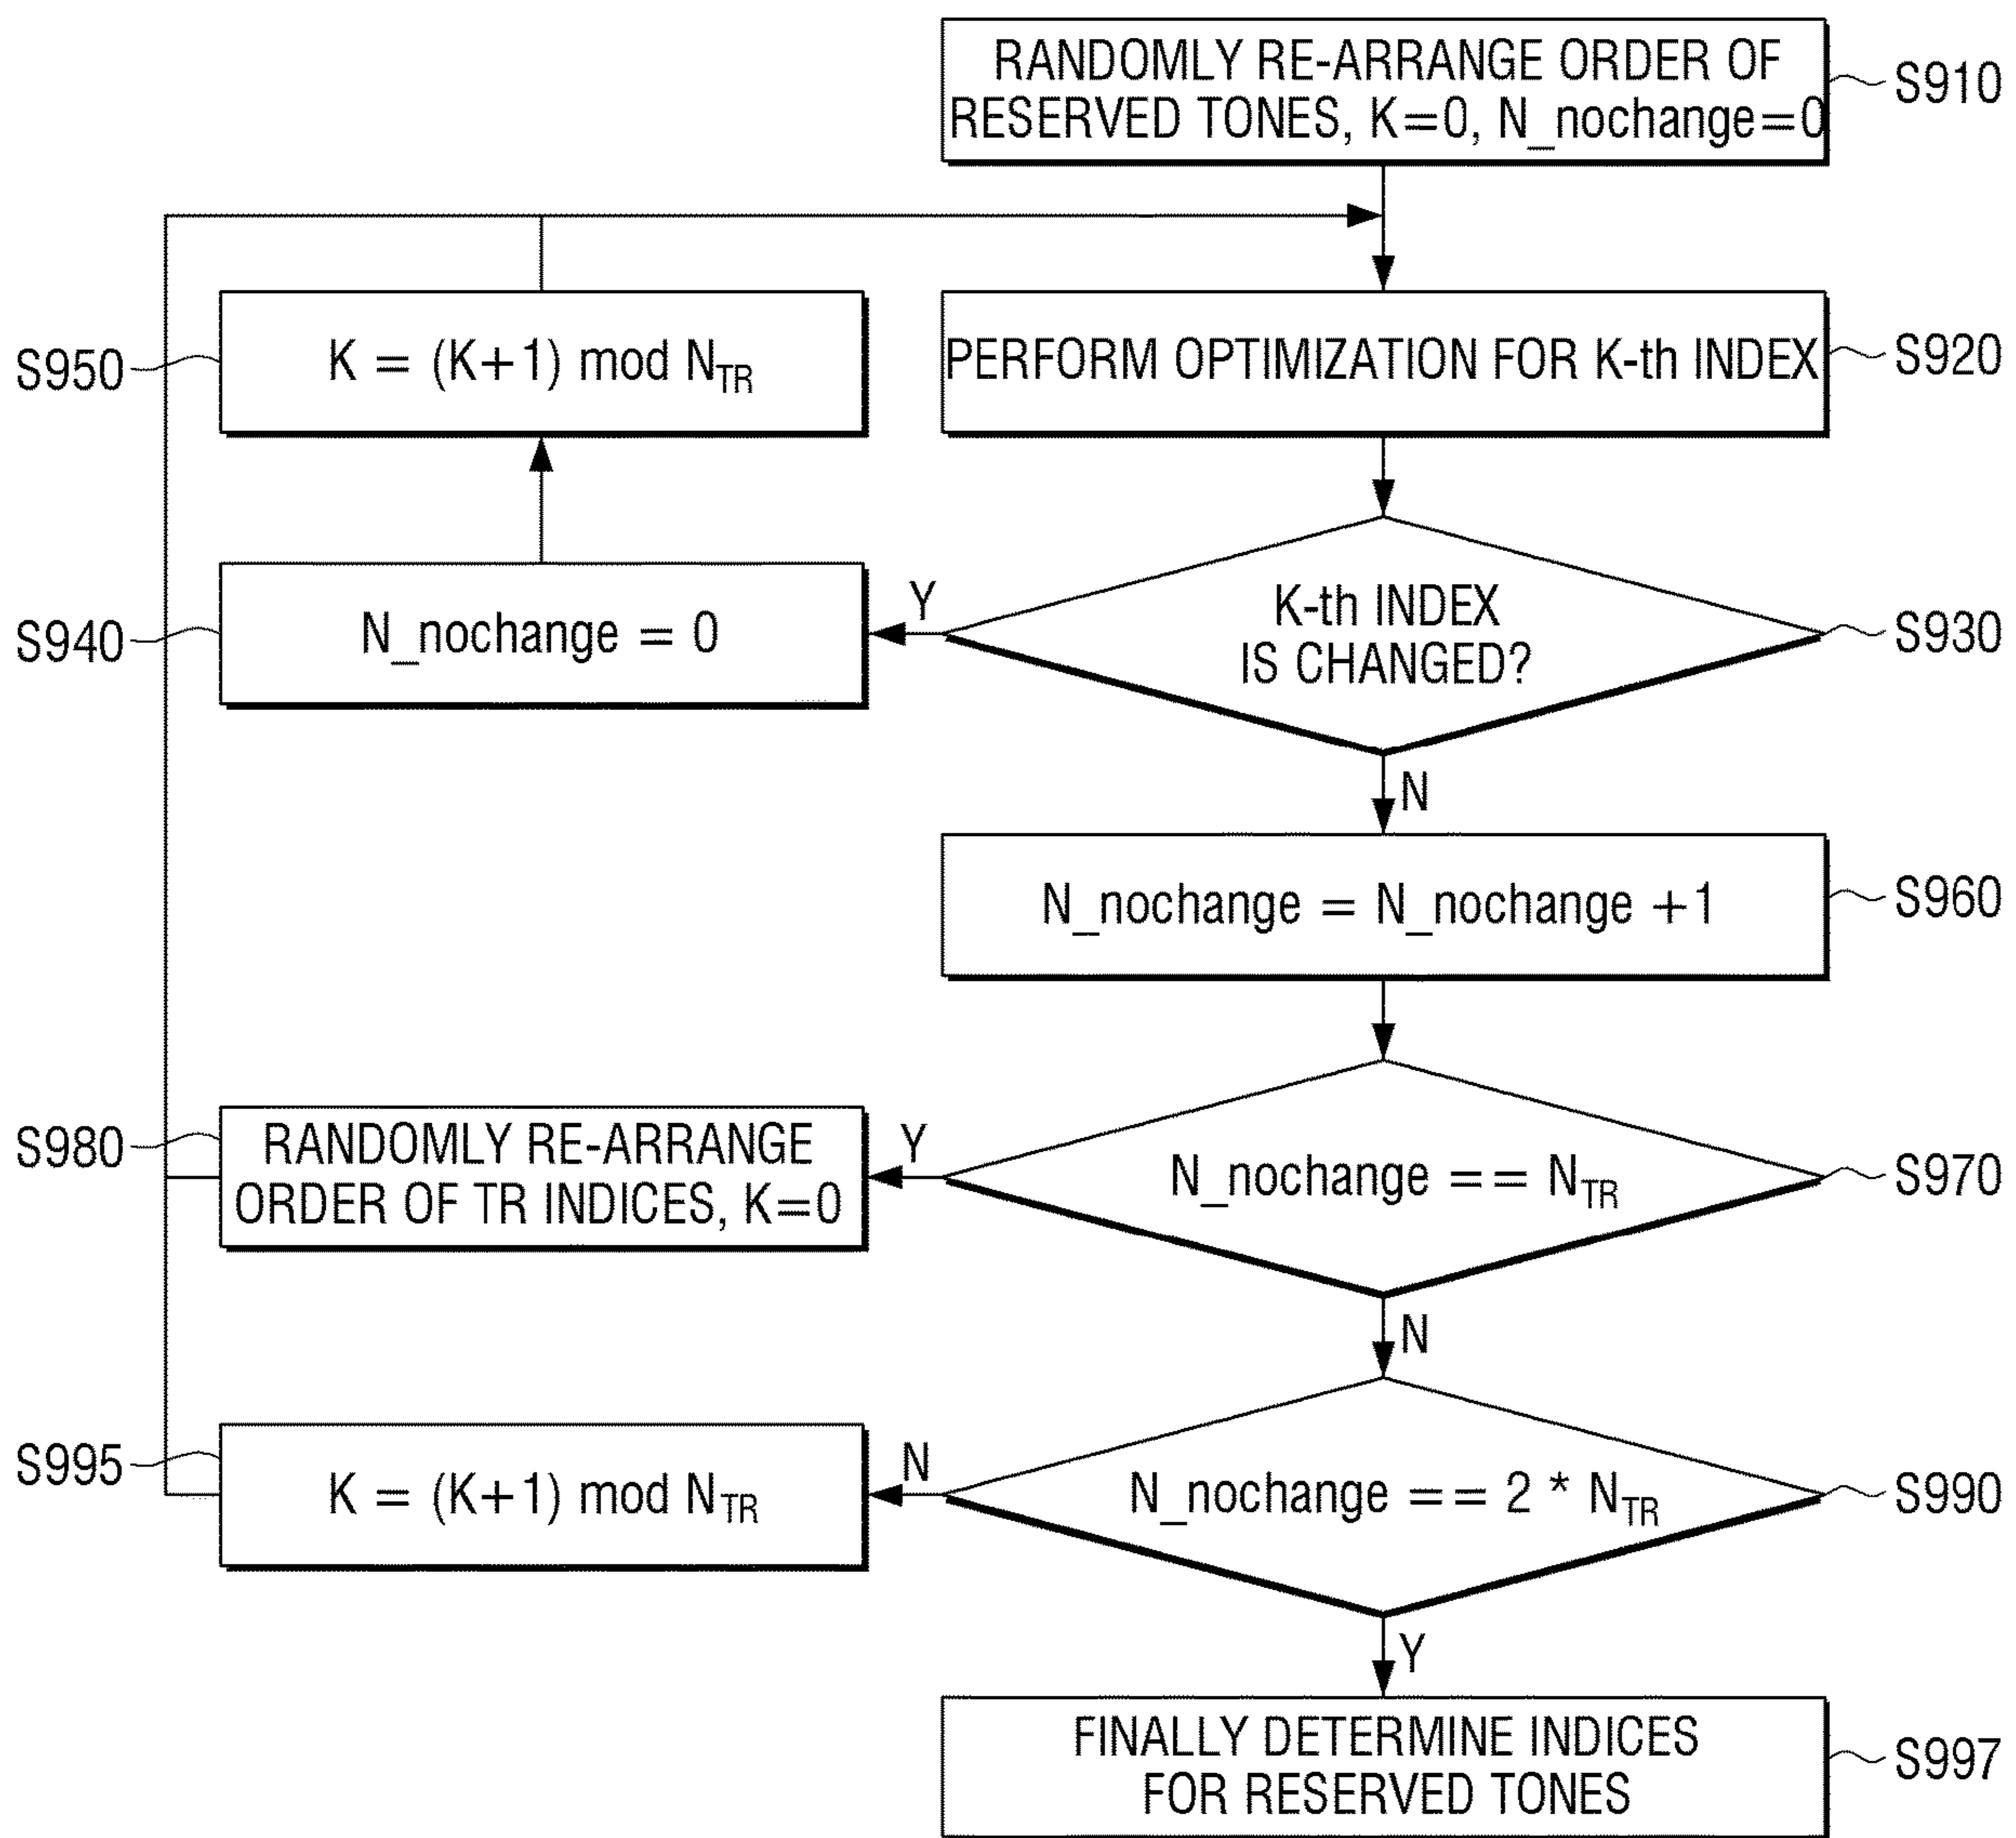 RANDOMLY RE-ARRANGE ORDER OF
RESERVED TONES, K=0, N_nochange=0
S910
K = (K+1) mod NTR
S950
PERFORM OPTIMIZATION FOR K-th INDEX
S920
N_nochange = 0
S940
Y
K-th INDEX
IS CHANGED?
S930
N
N_nochange = N_nochange +1
S960
S980
RANDOMLY RE-ARRANGE
ORDER OF TR INDICES, K=0
Y
N_nochange == NTR
S970
N
S995
K = (K+1) mod NTR
N
N_nochange == 2 * NTR
S990
Y
FINALLY DETERMINE INDICES
FOR RESERVED TONES
S997